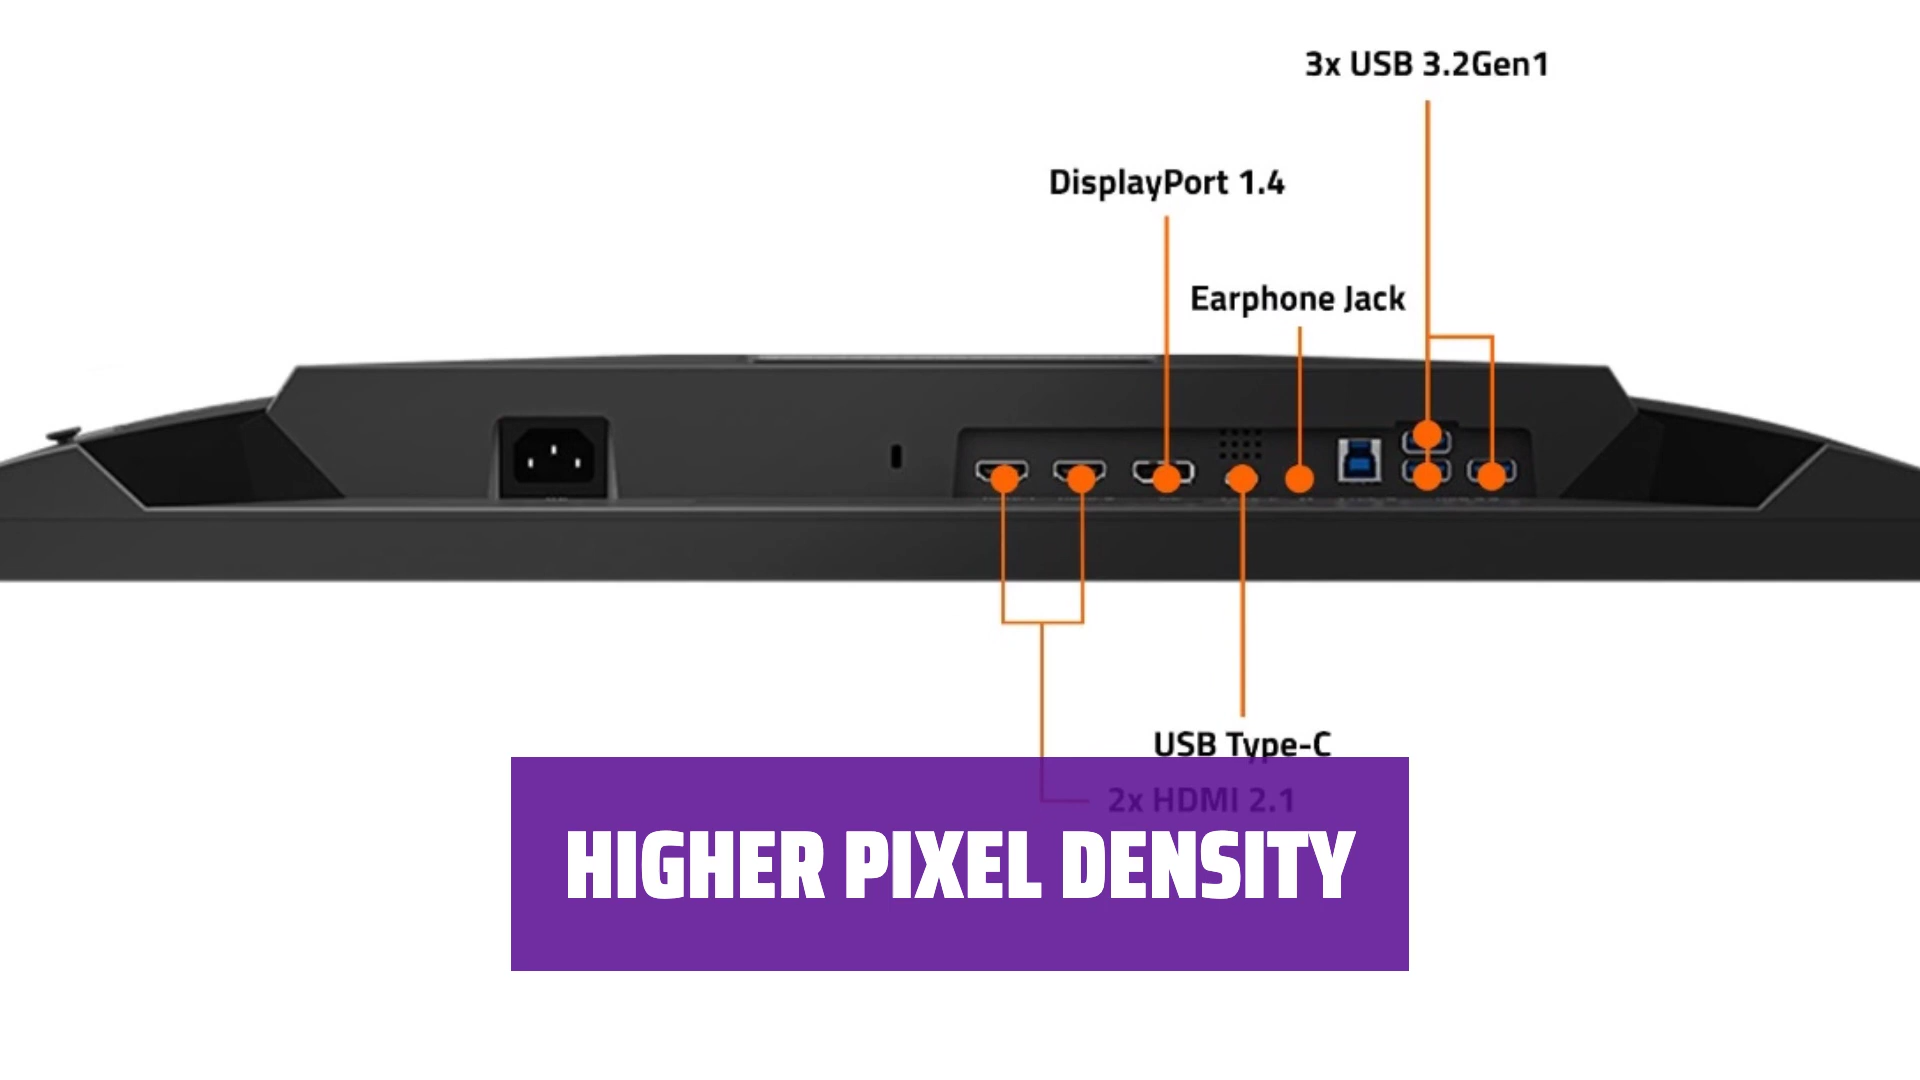 3x USB 3.2Gen1
DisplayPort 1.4
Earphone Jack
USB Type-C
2x HDMI 2.1
HIGHER PIXEL DENSITY